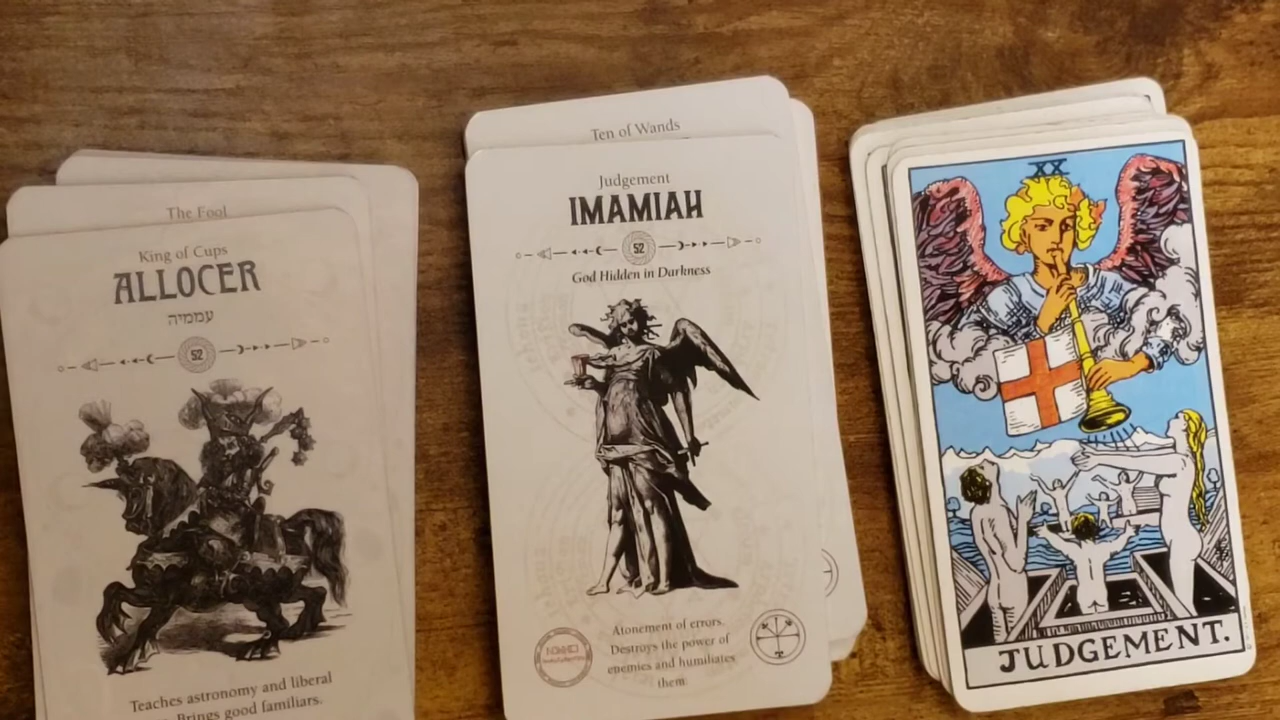 The Fool
King of Cups
ALLOCER
עממיה
52
Teaches astronomy and liberal
Brings good familiars.
Ten of Wands
Judgement
IMAMIAH
52
God Hidden in Darkness
Atonement of errors.
Destroys the power of
enemies and humiliates
them.
XX
JUDGEMENT.